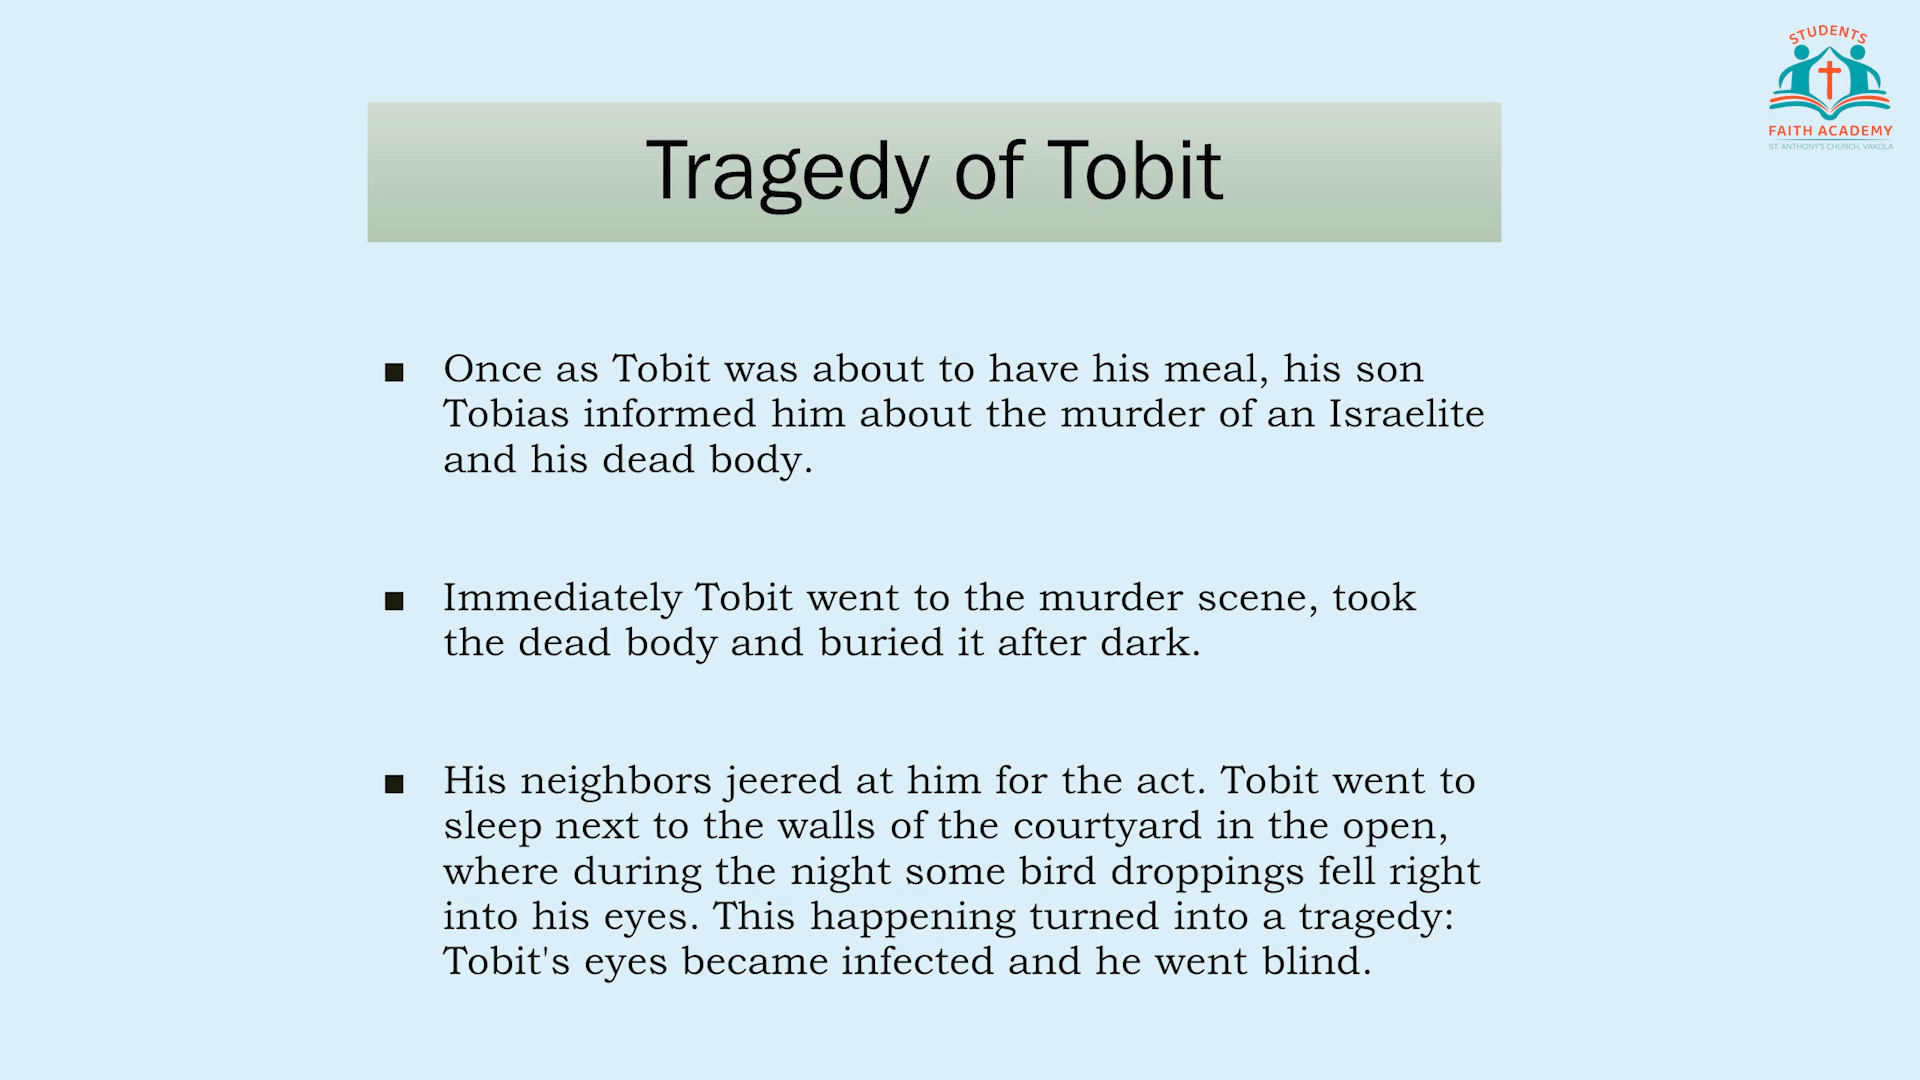 STUDENTS
FAITH ACADEMY
ST. ANTHONY'S CHURCH, VAKOLA
Tragedy of Tobit
■ Once as Tobit was about to have his meal, his son
Tobias informed him about the murder of an Israelite
and his dead body.
■ Immediately Tobit went to the murder scene, took
the dead body and buried it after dark.
■ His neighbors jeered at him for the act. Tobit went to
sleep next to the walls of the courtyard in the open,
where during the night some bird droppings fell right
into his eyes. This happening turned into a tragedy:
Tobit's eyes became infected and he went blind.